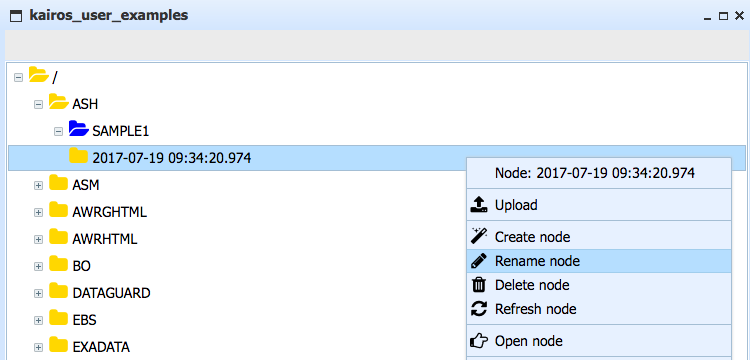 kairos_user_examples
/
ASH
SAMPLE1
2017-07-19 09:34:20.974
ASM
AWRGHTML
AWRHTML
BO
DATAGUARD
EBS
EXADATA
Node: 2017-07-19 09:34:20.974
Upload
Create node
Rename node
Delete node
Refresh node
Open node